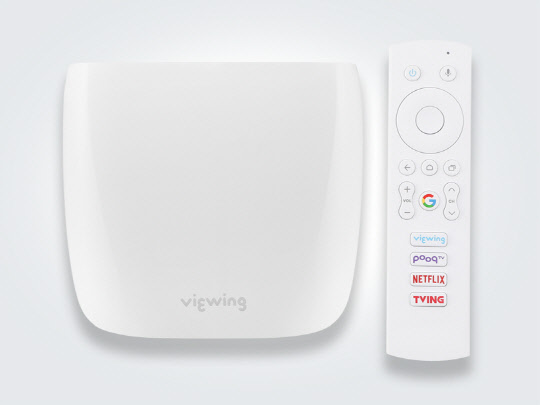 viewing
VOL
CH
G
viewing
pooq TV
NETFLIX
TVING